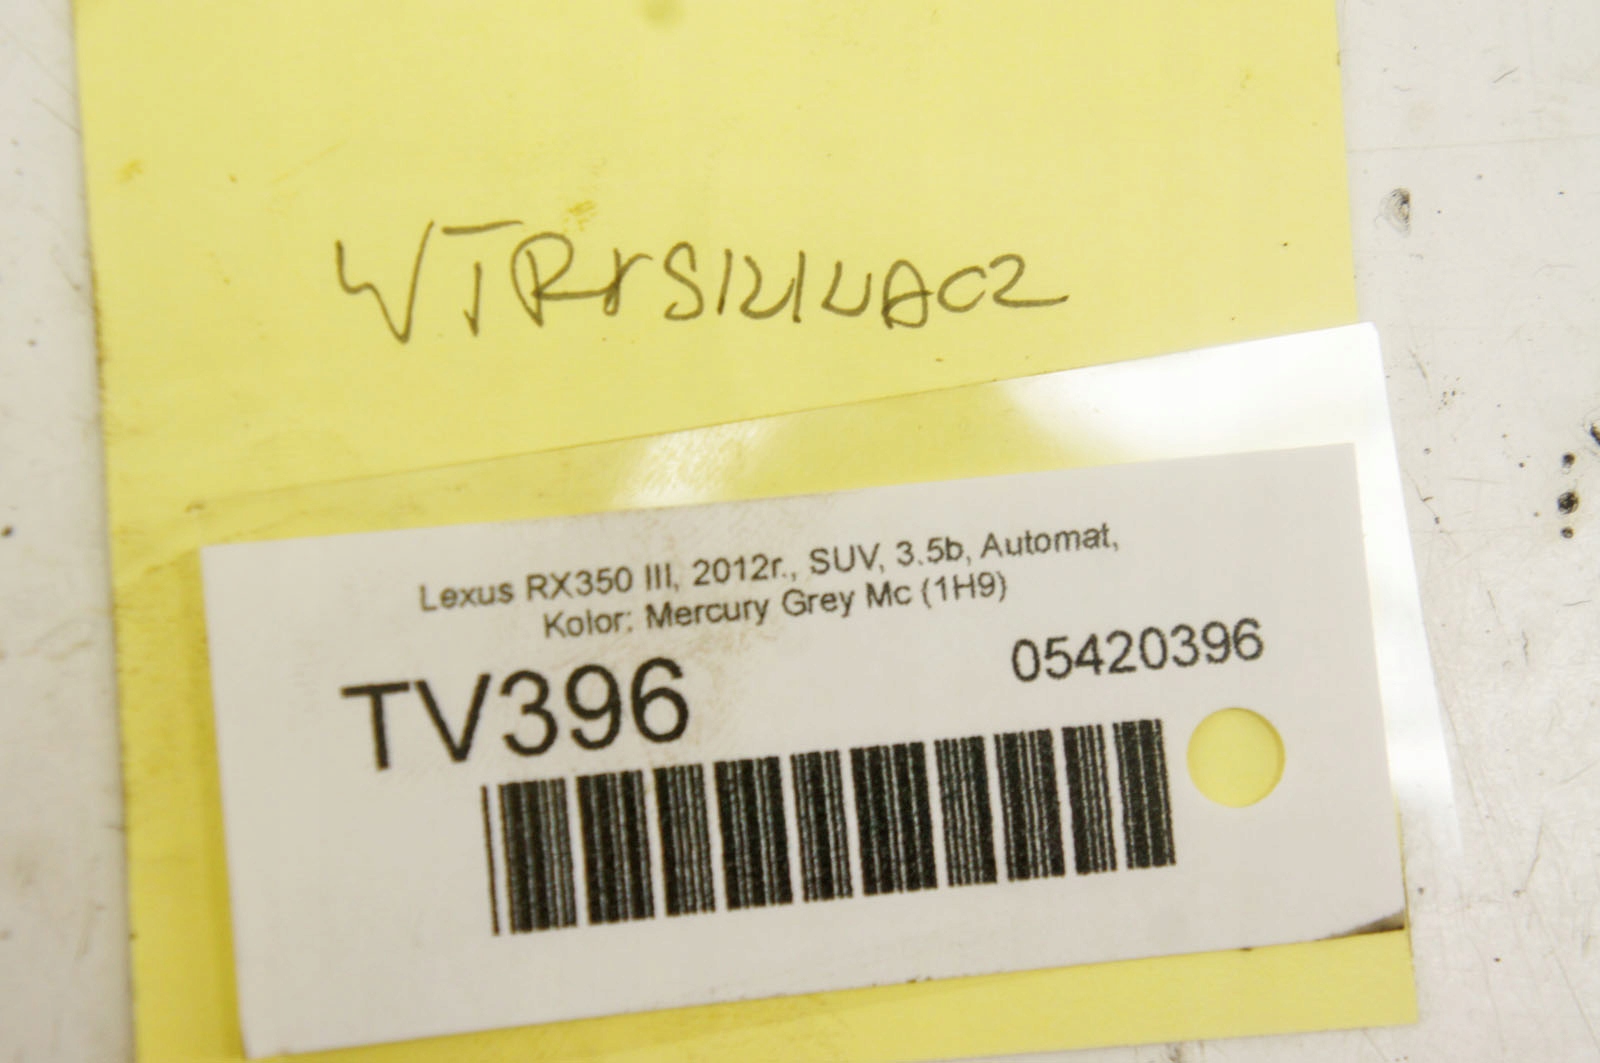 Lexus RX350 III, 2012r., SUV, 3.5b, Automat,
Kolor: Mercury Grey Mc (1H9)
TV396
05420396